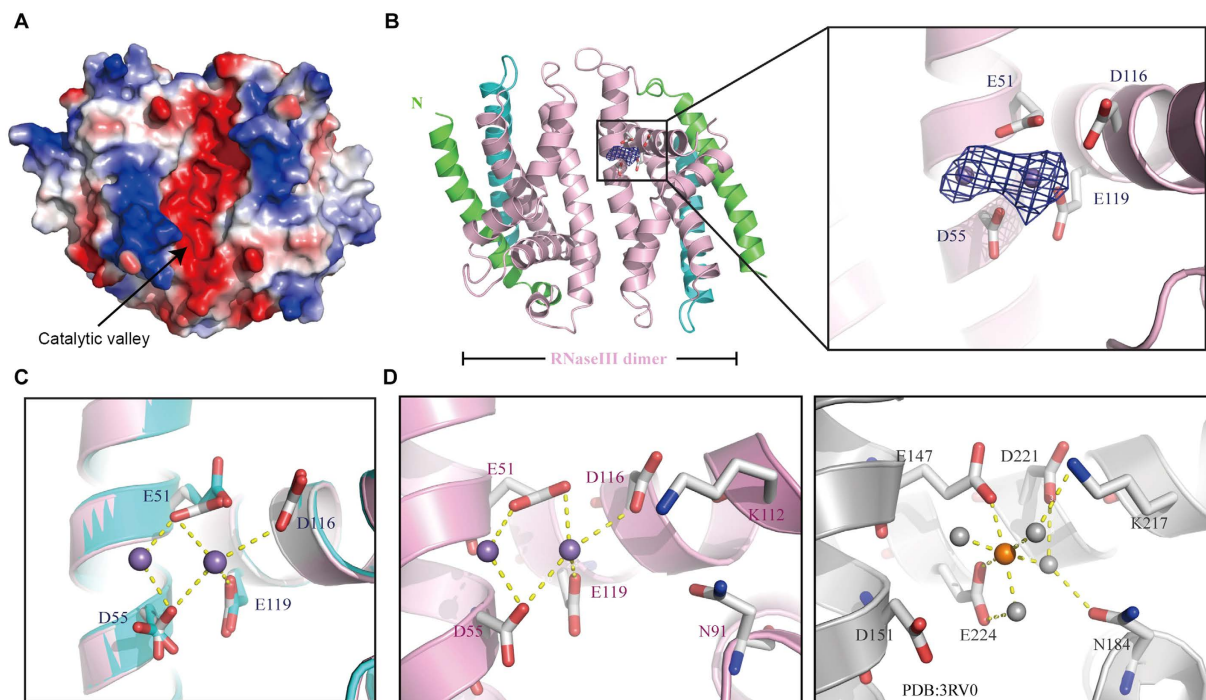 A
B
Catalytic valley
N
RNaseIII dimer
E51
D116
E119
D55
C
E51
D116
D55
E119
D
E51
D116
K112
E119
D55
N91
E147
D221
K217
D151
E224
N184
PDB:3RV0